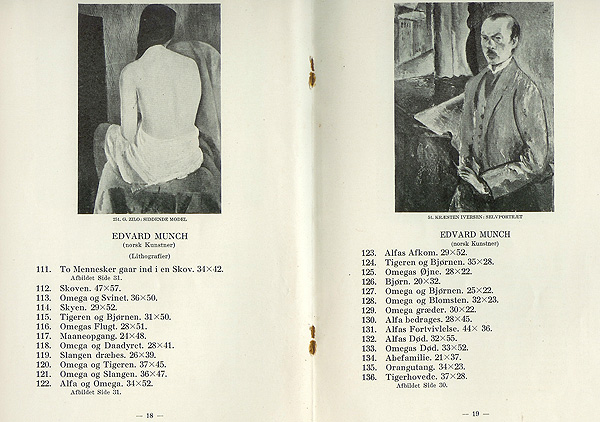 251. G. ZILO: SIDDENDE MODEL
EDVARD MUNCH
(norsk Kunstner)
(Lithografier)
111. To Mennesker gaar ind i en Skov. 34×42.
Afbildet Side 31.
112. Skoven. 47×57.
113. Omega og Svinet. 36×50.
114. Skyen. 29×52.
115. Tigeren og Bjørnen. 31×50.
116. Omegas Flugt. 28×51.
117. Maaneopgang. 24×48.
118. Omega og Daadyret. 28×41.
119. Slangen dræbes. 26×39.
120. Omega og Tigeren. 37×45.
121. Omega og Slangen. 36×47.
122. Alfa og Omega. 34×52.
Afbildet Side 31.
— 18 —
54. KRÆSTEN IVERSEN: SELVPORTRÆT
EDVARD MUNCH
(norsk Kunstner)
123. Alfas Afkom. 29×52.
124. Tigeren og Bjørnen. 35×28.
125. Omegas Øjne. 28×22.
126. Bjørn. 20×32.
127. Omega og Bjørnen. 25×22.
128. Omega og Blomsten. 32×23.
129. Omega græder. 30×22.
130. Alfa bedrages. 28×45.
131. Alfas Fortvivlelse. 44× 36.
132. Alfas Død. 32×55.
133. Omegas Død. 33×52.
134. Abefamilie. 21×37.
135. Orangutang. 34×23.
136. Tigerhovede. 37×28.
Afbildet Side 30.
— 19 —